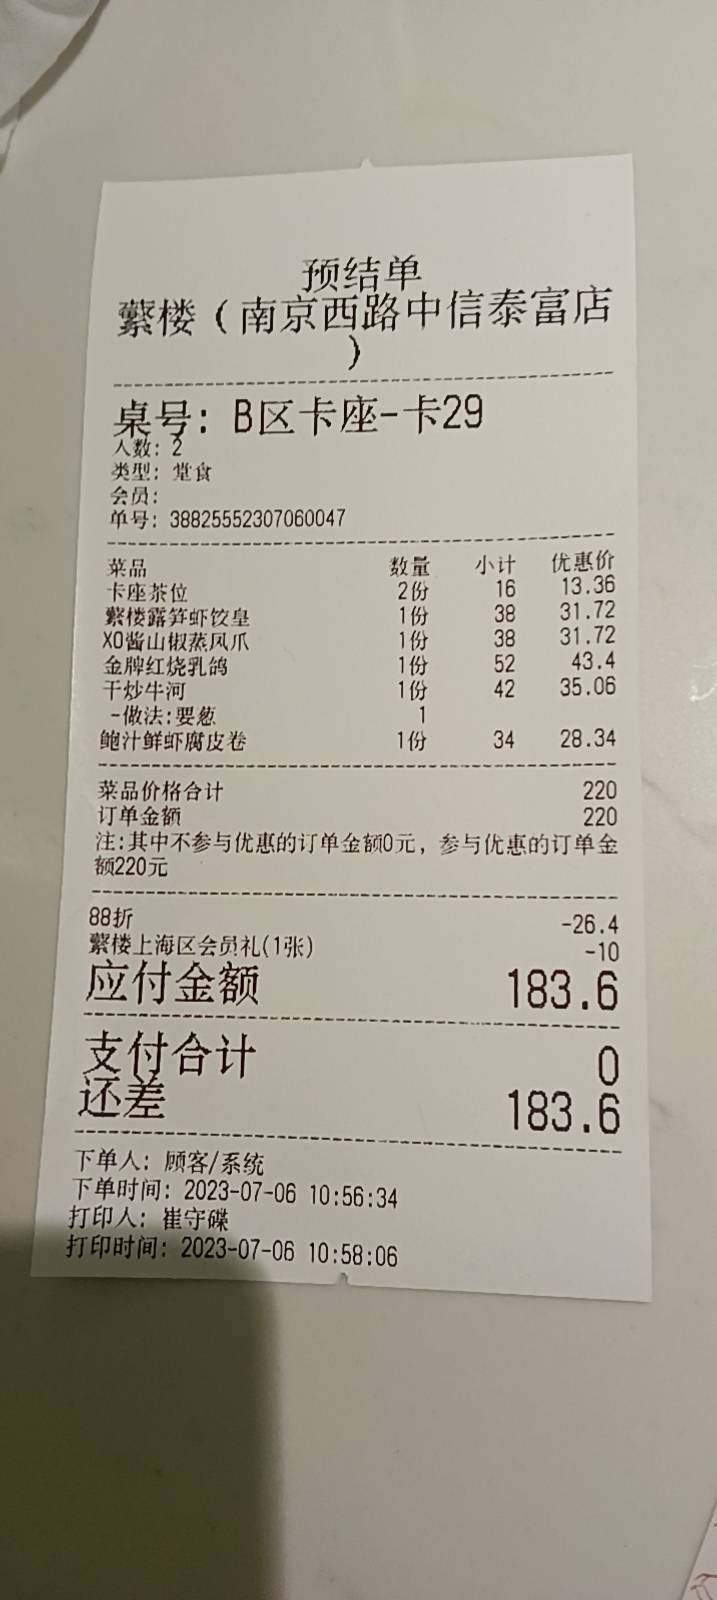 预结单
蘩楼（南京西路中信泰富店
）
桌号: B区卡座-卡29
人数: 2
类型: 堂食
会员:
单号: 38825552307060047
菜品 数量 小计 优惠价
卡座茶位 2份 16 13.36
蘩楼露笋虾饺皇 1份 38 31.72
XO酱山椒蒸凤爪 1份 38 31.72
金牌红烧乳鸽 1份 52 43.4
干炒牛河 1份 42 35.06
-做法:要葱 1
鲍汁鲜虾腐皮卷 1份 34 28.34
菜品价格合计 220
订单金额 220
注:其中不参与优惠的订单金额0元，参与优惠的订单金
额220元
88折 -26.4
蘩楼上海区会员礼(1张) -10
应付金额 183.6
支付合计 0
还差 183.6
下单人: 顾客/系统
下单时间: 2023-07-06 10:56:34
打印人: 崔守碟
打印时间: 2023-07-06 10:58:06